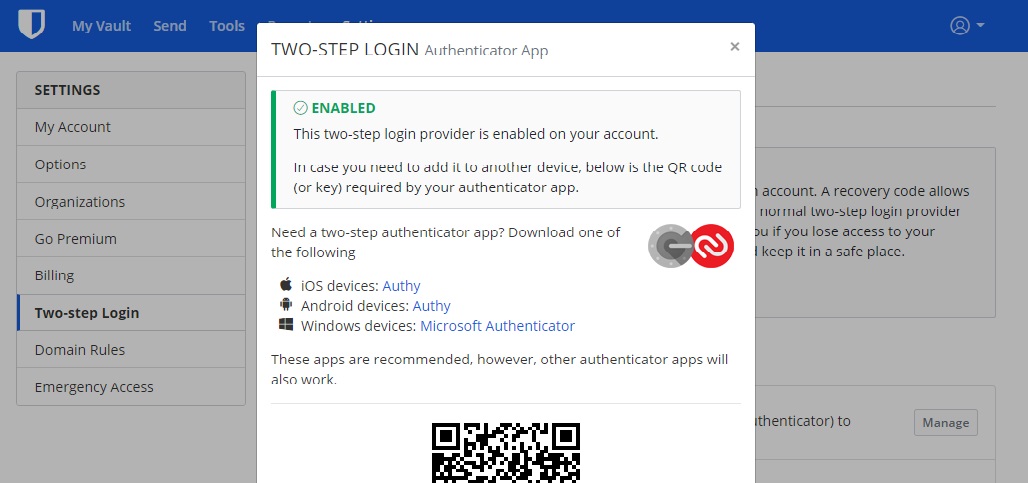 My Vault
Send
Tools
TWO-STEP LOGIN Authenticator App
×
SETTINGS
My Account
Options
Organizations
Go Premium
Billing
Two-step Login
Domain Rules
Emergency Access
ENABLED
This two-step login provider is enabled on your account.
In case you need to add it to another device, below is the QR code
(or key) required by your authenticator app.
Need a two-step authenticator app? Download one of
the following
iOS devices: Authy
Android devices: Authy
Windows devices: Microsoft Authenticator
These apps are recommended, however, other authenticator apps will
also work.
account. A recovery code allows
normal two-step login provider
if you lose access to your
keep it in a safe place.
to
Manage